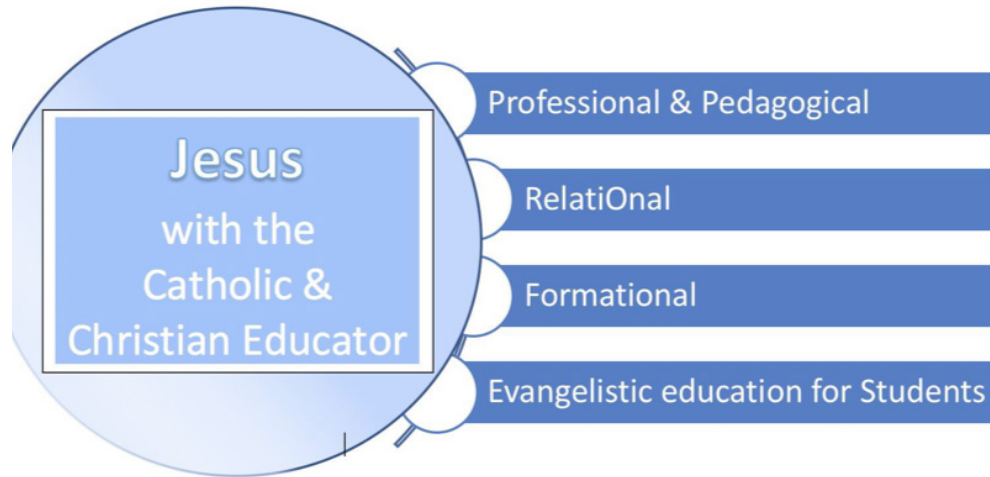 Jesus
with the
Catholic &
Christian Educator
Professional & Pedagogical
RelatiOnal
Formational
Evangelistic education for Students